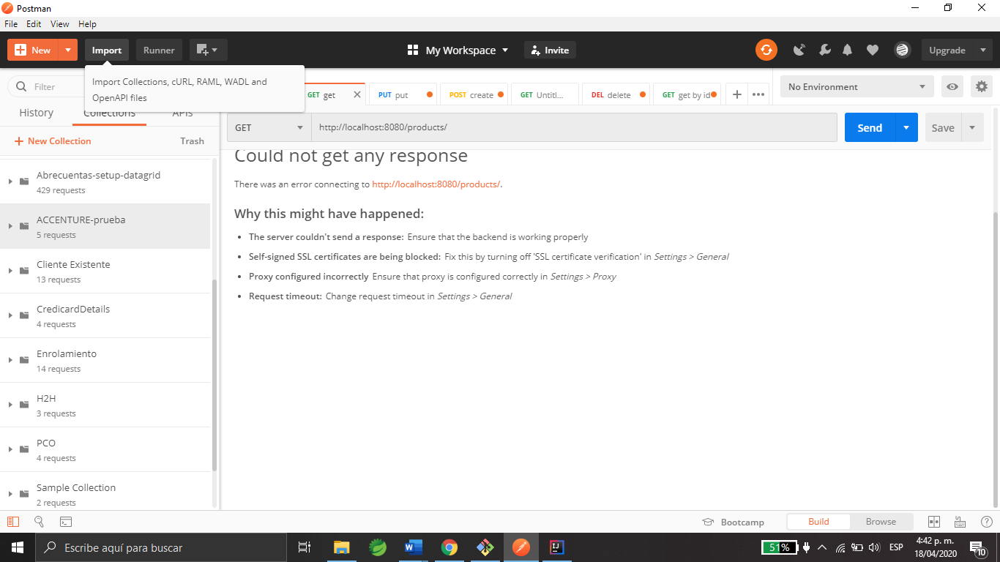 Postman
File Edit View Help
New Import Runner My Workspace Invite Upgrade
Import Collections, cURL, RAML, WADL and
OpenAPI files
Filter
GET get PUT put POST create GET Untitl... DEL delete GET get by id
No Environment
History Collections APIs
GET http://localhost:8080/products/ Send Save
New Collection Trash
Abrecuentas-setup-datagrid
429 requests
ACCENTURE-prueba
5 requests
Cliente Existente
13 requests
CredicardDetails
4 requests
Enrolamiento
14 requests
H2H
3 requests
PCO
4 requests
Sample Collection
2 requests
Could not get any response
There was an error connecting to http://localhost:8080/products/.
Why this might have happened:
The server couldn't send a response: Ensure that the backend is working properly
Self-signed SSL certificates are being blocked: Fix this by turning off 'SSL certificate verification' in Settings > General
Proxy configured incorrectly Ensure that proxy is configured correctly in Settings > Proxy
Request timeout: Change request timeout in Settings > General
Bootcamp Build Browse
Escribe aquí para buscar
51%
ESP
4:42 p. m.
18/04/2020
10